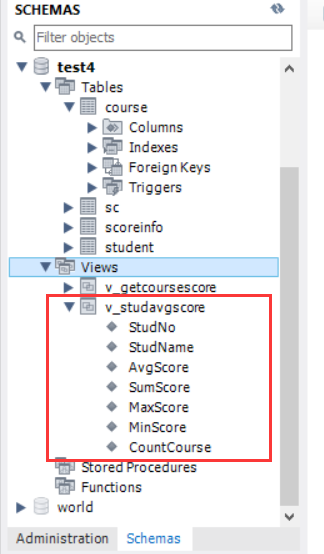 SCHEMAS
Filter objects
test4
Tables
course
Columns
Indexes
Foreign Keys
Triggers
sc
scoreinfo
student
Views
v_getcoursescore
v_studavgscore
StudNo
StudName
AvgScore
SumScore
MaxScore
MinScore
CountCourse
Stored Procedures
Functions
world
Administration Schemas